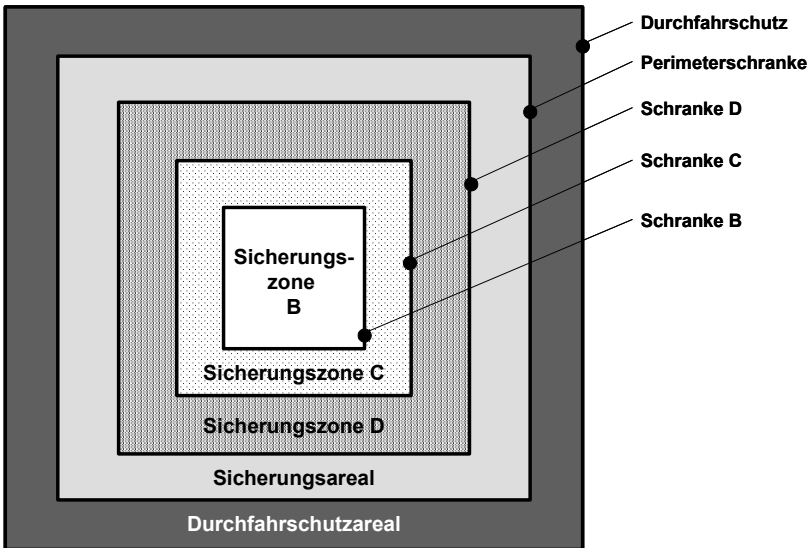 Durchfahrschutz
Perimeterschranke
Schranke D
Schranke C
Schranke B
Sicherungs-
zone
B
Sicherungszone C
Sicherungszone D
Sicherungsareal
Durchfahrschutzareal